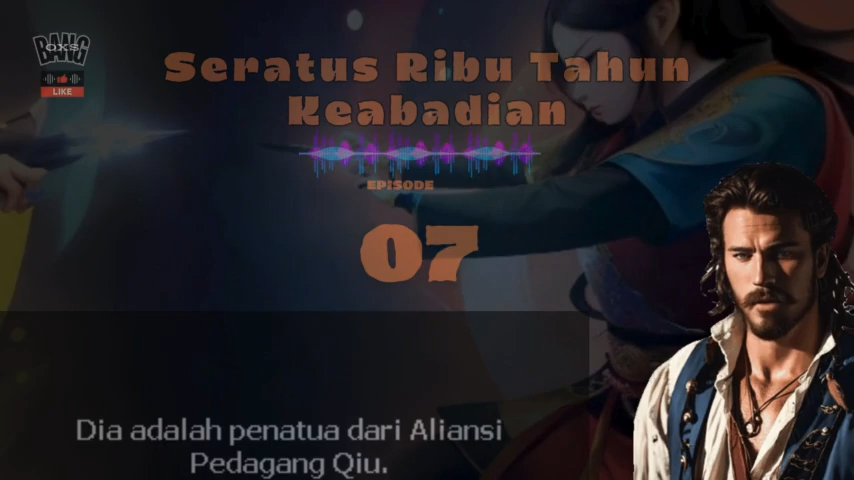 BANG
OXS
LIKE
Seratus Ribu Tahun
Keabadian
EPISODE
07
Dia adalah penatua dari Aliansi
Pedagang Qiu.